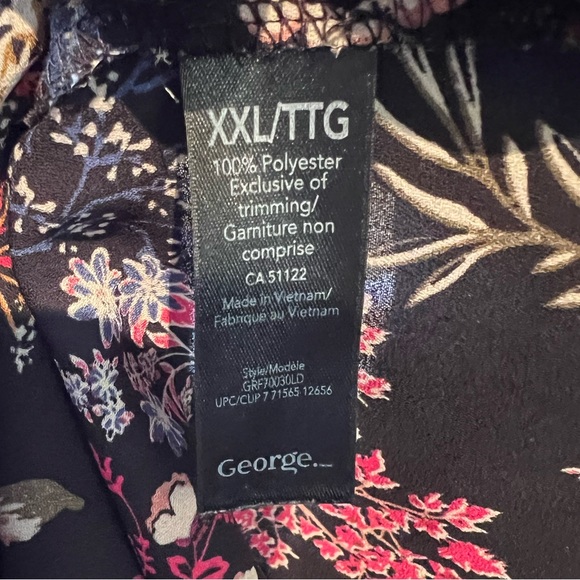 XXL/TTG
100% Polyester
Exclusive of
trimming/
Garniture non
comprise
CA 51122
Made in Vietnam/
Fabriqué au Vietnam
Style/Modèle
GRF70030LD
UPC/CUP 7 71565 12656
George.